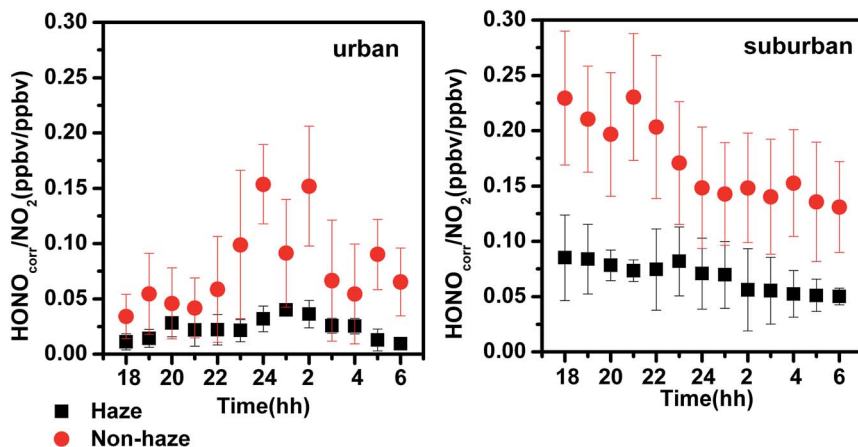 urban
HONOcorr/NO2(ppbv/ppbv)
0.30
0.25
0.20
0.15
0.10
0.05
0.00
18 20 22 24 2 4 6
Time(hh)
suburban
HONOcorr/NO2(ppbv/ppbv)
0.30
0.25
0.20
0.15
0.10
0.05
0.00
18 20 22 24 2 4 6
Time(hh)
Haze
Non-haze